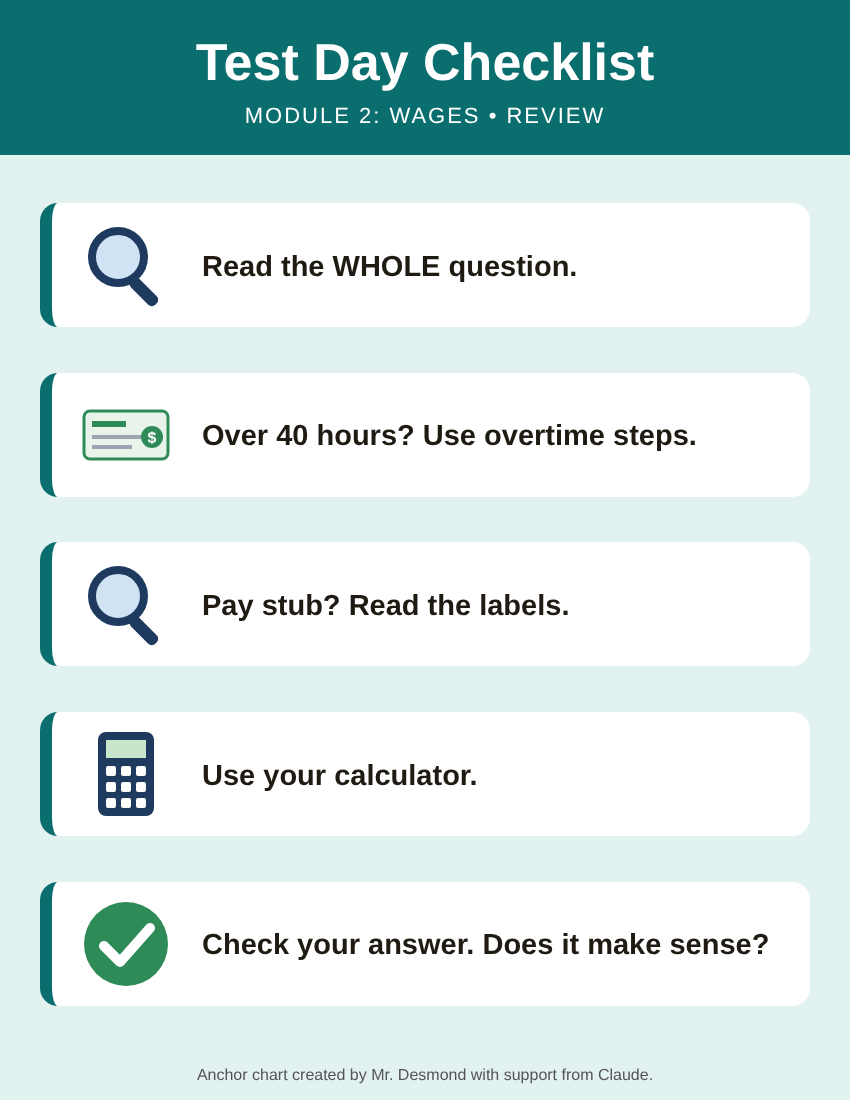 Test Day Checklist
MODULE 2: WAGES • REVIEW
Read the WHOLE question.
$
Over 40 hours? Use overtime steps.
Pay stub? Read the labels.
Use your calculator.
Check your answer. Does it make sense?
Anchor chart created by Mr. Desmond with support from Claude.